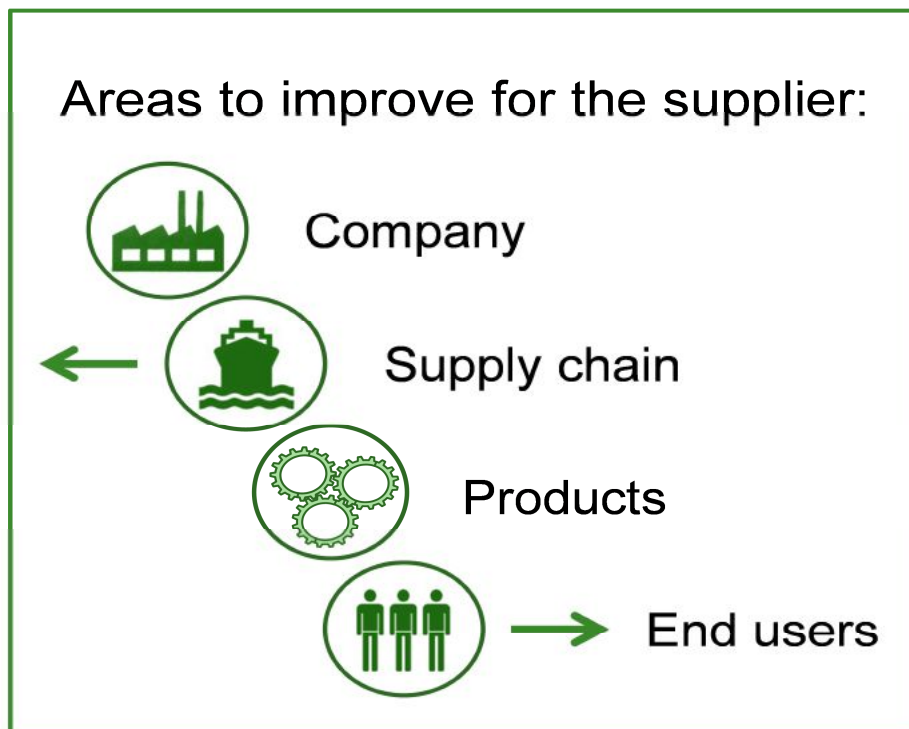 Areas to improve for the supplier:
Company
Supply chain
Products
End users